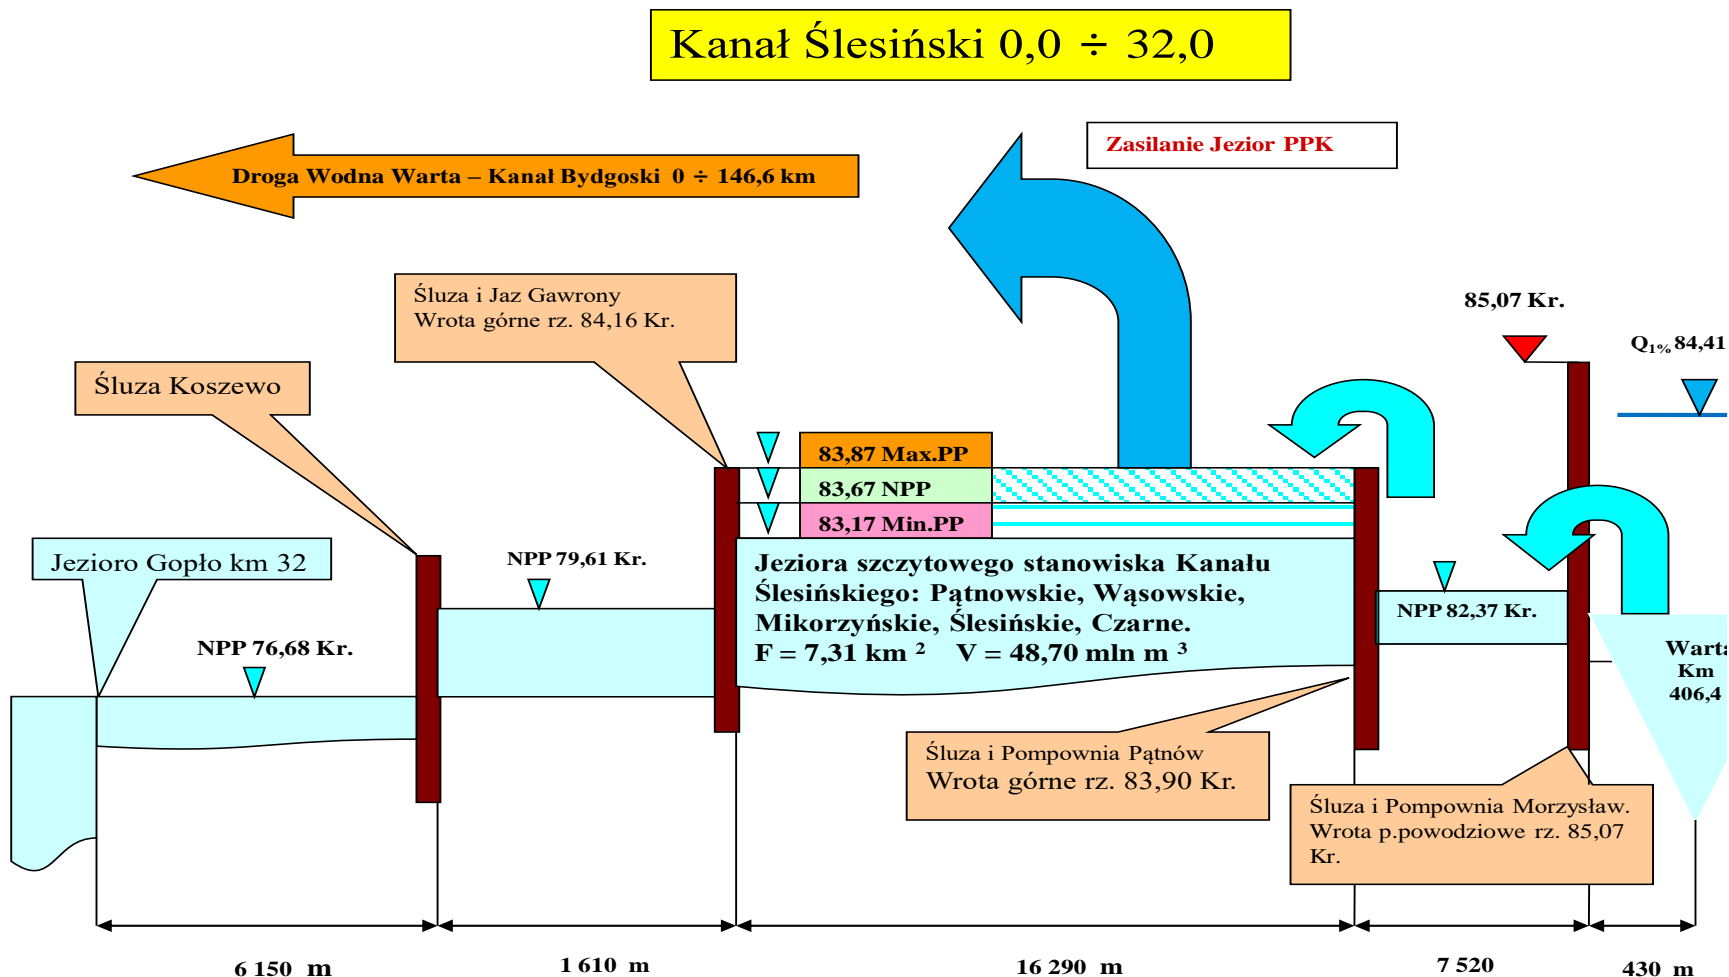 Kanał Ślesiński 0,0 ÷ 32,0
Zasilanie Jezior PPK
Droga Wodna Warta – Kanał Bydgoski 0 ÷ 146,6 km
Śluza i Jaz Gawrony
Wrota górne rz. 84,16 Kr.
85,07 Kr.
Q1% 84,41
Śluza Koszewo
83,87 Max.PP
83,67 NPP
83,17 Min.PP
Jezioro Gopło km 32
NPP 79,61 Kr.
Jeziora szczytowego stanowiska Kanału
Ślesińskiego: Pątnowskie, Wąsowskie,
Mikorzyńskie, Ślesińskie, Czarne.
F = 7,31 km ² V = 48,70 mln m ³
NPP 82,37 Kr.
NPP 76,68 Kr.
Warta
Km
406,4
Śluza i Pompownia Pątnów
Wrota górne rz. 83,90 Kr.
Śluza i Pompownia Morzysław.
Wrota p.powodziowe rz. 85,07
Kr.
6 150 m
1 610 m
16 290 m
7 520
430 m